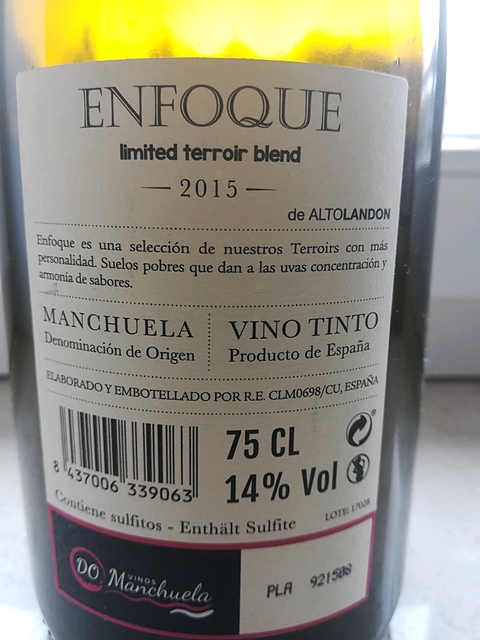 ENFOQUE
limited terroir blend
2015
de ALTOLANDON
Enfoque es una selección de nuestros Terroirs con más
personalidad. Suelos pobres que dan a las uvas concentración y
armonía de sabores.
MANCHUELA
Denominación de Origen
VINO TINTO
Producto de España
ELABORADO Y EMBOTELLADO POR R.E. CLM0698/CU, ESPAÑA
8 437006 339063
75 CL
14% Vol
Contiene sulfitos - Enthält Sulfite
LOTE: 17028
DO
VINOS
Manchuela
PLA 921508